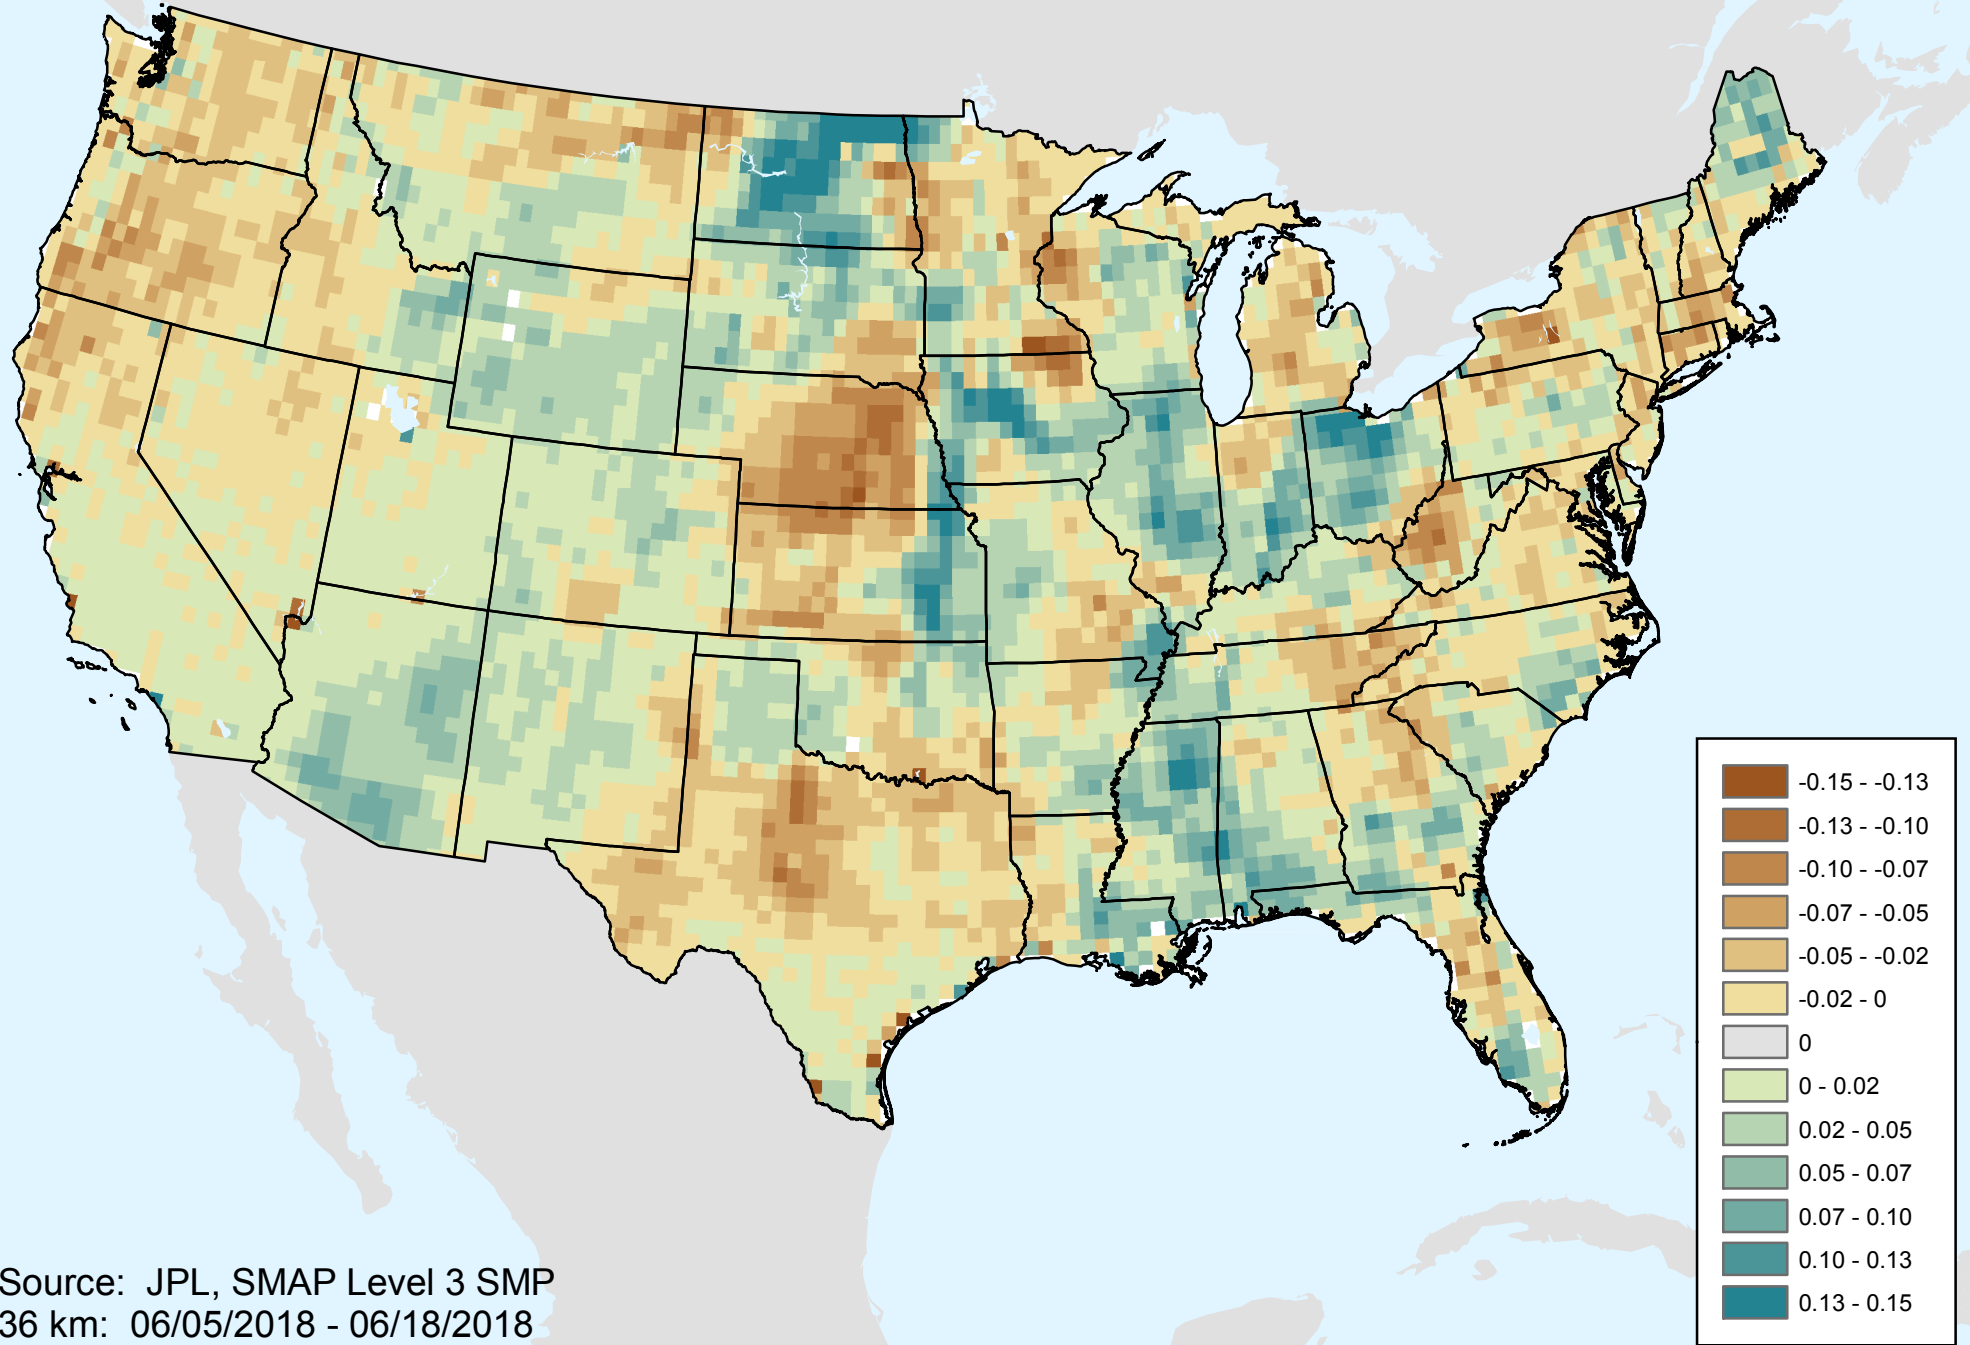 -0.15 - -0.13
-0.13 - -0.10
-0.10 - -0.07
-0.07 - -0.05
-0.05 - -0.02
-0.02 - 0
0
0 - 0.02
0.02 - 0.05
0.05 - 0.07
0.07 - 0.10
0.10 - 0.13
0.13 - 0.15
Source:  JPL, SMAP Level 3 SMP
36 km:  06/05/2018 - 06/18/2018